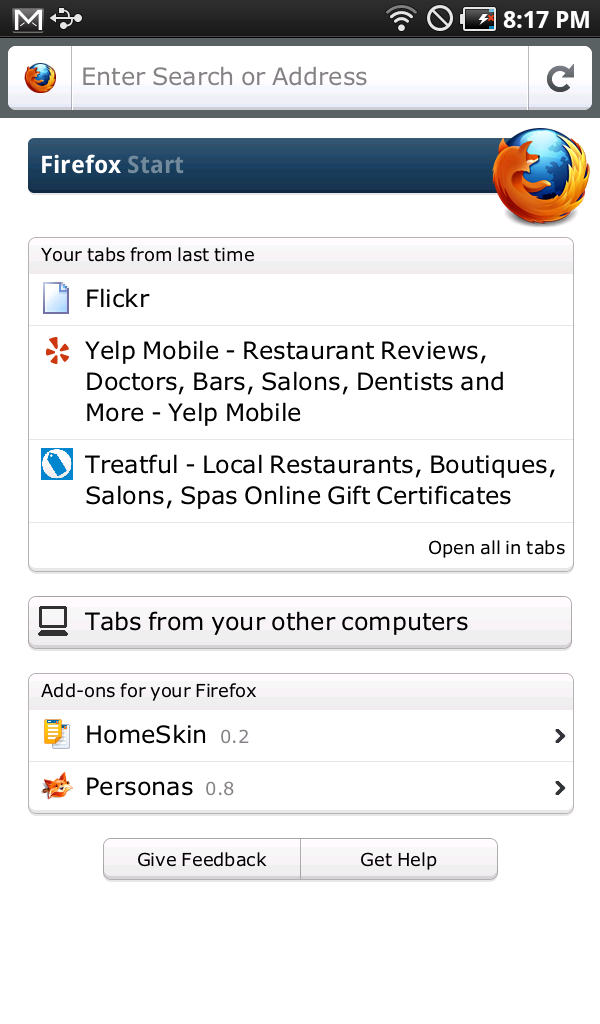 8:17 PM
Enter Search or Address
Firefox Start
Your tabs from last time
Flickr
Yelp Mobile - Restaurant Reviews,
Doctors, Bars, Salons, Dentists and
More - Yelp Mobile
Treatful - Local Restaurants, Boutiques,
Salons, Spas Online Gift Certificates
Open all in tabs
Tabs from your other computers
Add-ons for your Firefox
HomeSkin 0.2
Personas 0.8
Give Feedback Get Help